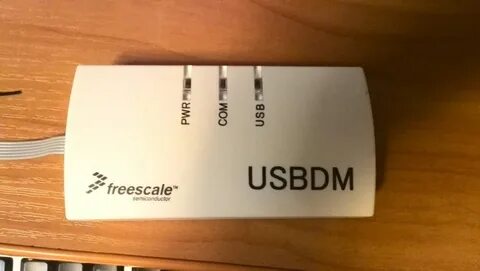 PWR
COM
USB
freescale™
semiconductor
USBDM